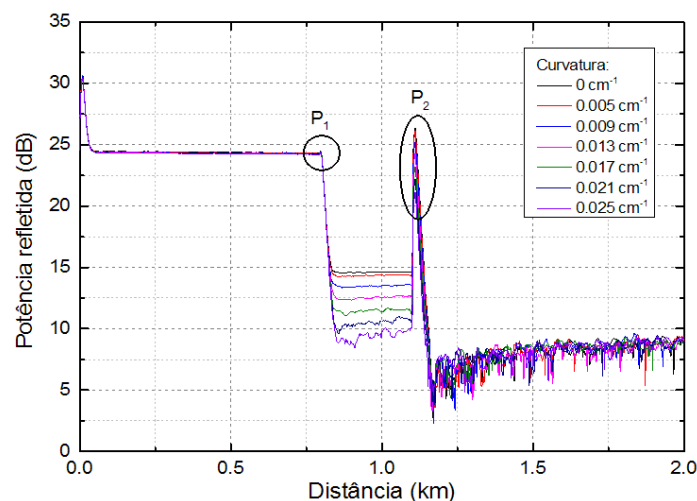 35
30
25
20
15
10
5
0
Potência refletida (dB)
P1
P2
Curvatura:
0 cm⁻¹
0.005 cm⁻¹
0.009 cm⁻¹
0.013 cm⁻¹
0.017 cm⁻¹
0.021 cm⁻¹
0.025 cm⁻¹
0.0 0.5 1.0 1.5 2.0
Distância (km)